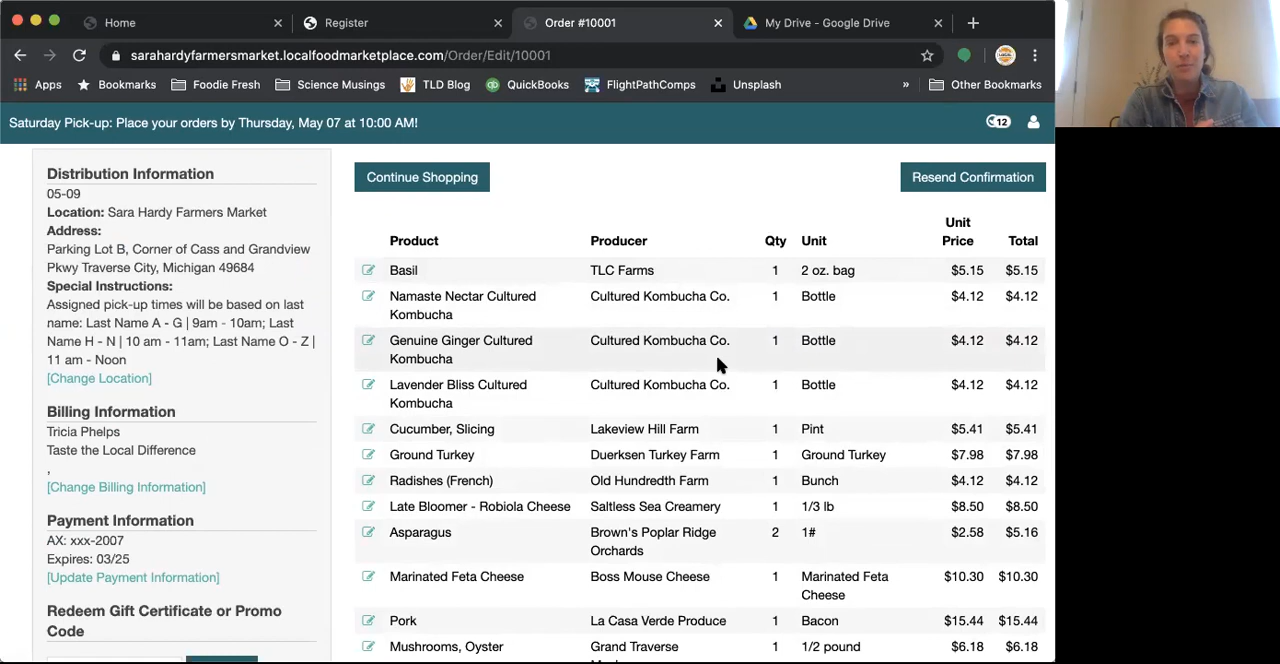 Home
Register
Order #10001
My Drive - Google Drive
sarahardyfarmersmarket.localfoodmarketplace.com/Order/Edit/10001
Apps Bookmarks Foodie Fresh Science Musings TLD Blog QuickBooks FlightPathComps Unsplash » Other Bookmarks
Saturday Pick-up: Place your orders by Thursday, May 07 at 10:00 AM!
12
Distribution Information
05-09
Location: Sara Hardy Farmers Market
Address:
Parking Lot B, Corner of Cass and Grandview
Pkwy Traverse City, Michigan 49684
Special Instructions:
Assigned pick-up times will be based on last
name: Last Name A - G | 9am - 10am; Last
Name H - N | 10 am - 11am; Last Name O - Z |
11 am - Noon
[Change Location]
Billing Information
Tricia Phelps
Taste the Local Difference
,
[Change Billing Information]
Payment Information
AX: xxx-2007
Expires: 03/25
[Update Payment Information]
Redeem Gift Certificate or Promo
Code
Continue Shopping
Resend Confirmation
Product Producer Qty Unit Unit Price Total
Basil TLC Farms 1 2 oz. bag $5.15 $5.15
Namaste Nectar Cultured Cultured Kombucha Co. 1 Bottle $4.12 $4.12
Kombucha
Genuine Ginger Cultured Cultured Kombucha Co. 1 Bottle $4.12 $4.12
Kombucha
Lavender Bliss Cultured Cultured Kombucha Co. 1 Bottle $4.12 $4.12
Kombucha
Cucumber, Slicing Lakeview Hill Farm 1 Pint $5.41 $5.41
Ground Turkey Duerksen Turkey Farm 1 Ground Turkey $7.98 $7.98
Radishes (French) Old Hundredth Farm 1 Bunch $4.12 $4.12
Late Bloomer - Robiola Cheese Saltless Sea Creamery 1 1/3 lb $8.50 $8.50
Asparagus Brown's Poplar Ridge 2 1# $2.58 $5.16
Orchards
Marinated Feta Cheese Boss Mouse Cheese 1 Marinated Feta $10.30 $10.30
Cheese
Pork La Casa Verde Produce 1 Bacon $15.44 $15.44
Mushrooms, Oyster Grand Traverse 1 1/2 pound $6.18 $6.18